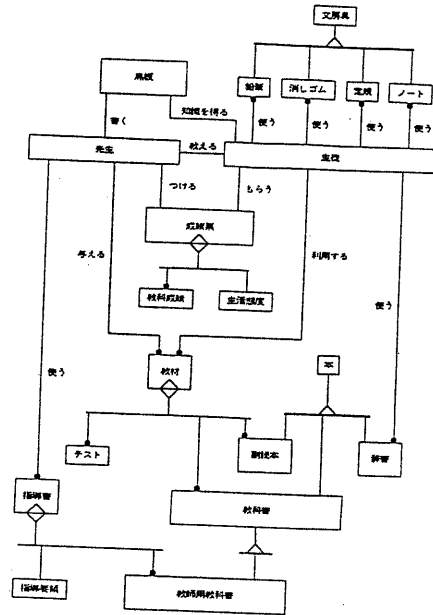 文房具
黒板
鉛筆
消しゴム
定規
ノート
知識を得る
書く
使う
使う
使う
使う
先生
教える
生徒
つける
もらう
成績票
与える
利用する
教科成績
生活態度
使う
本
教材
使う
テスト
副読本
辞書
指導書
教科書
指導要領
教師用教科書